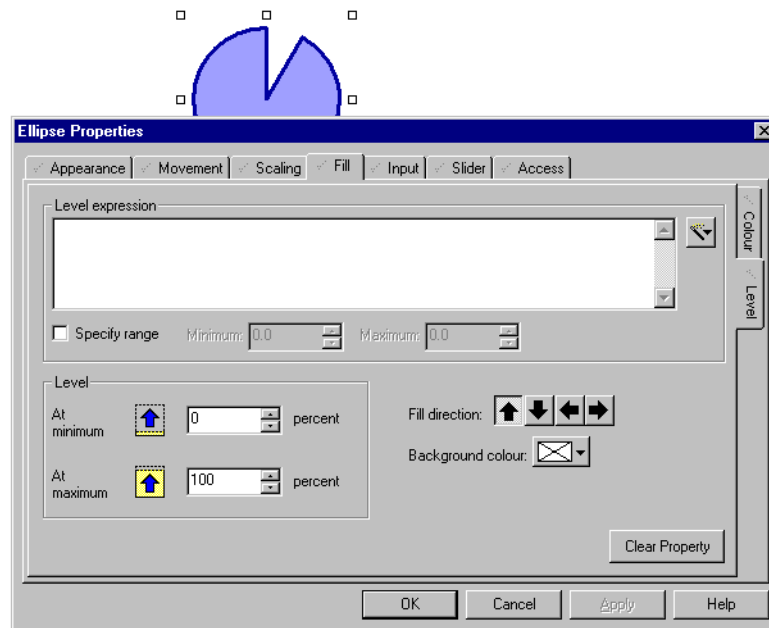 Ellipse Properties
Appearance Movement Scaling Fill Input Slider Access
Colour
Level
Level expression
Specify range Minimum: 0.0 Maximum: 0.0
Level
At minimum 0 percent
At maximum 100 percent
Fill direction:
Background colour:
Clear Property
OK Cancel Apply Help